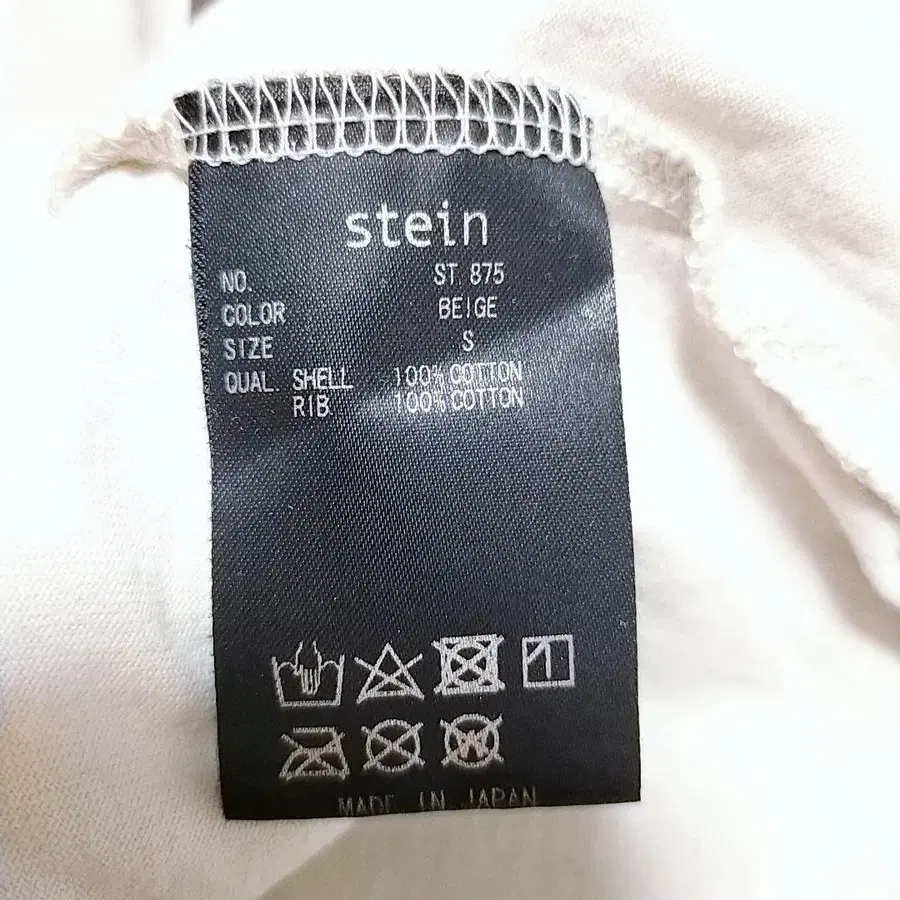 stein
NO. ST. 875
COLOR BEIGE
SIZE S
QUAL. SHELL 100% COTTON
RIB 100% COTTON
W
MADE IN JAPAN